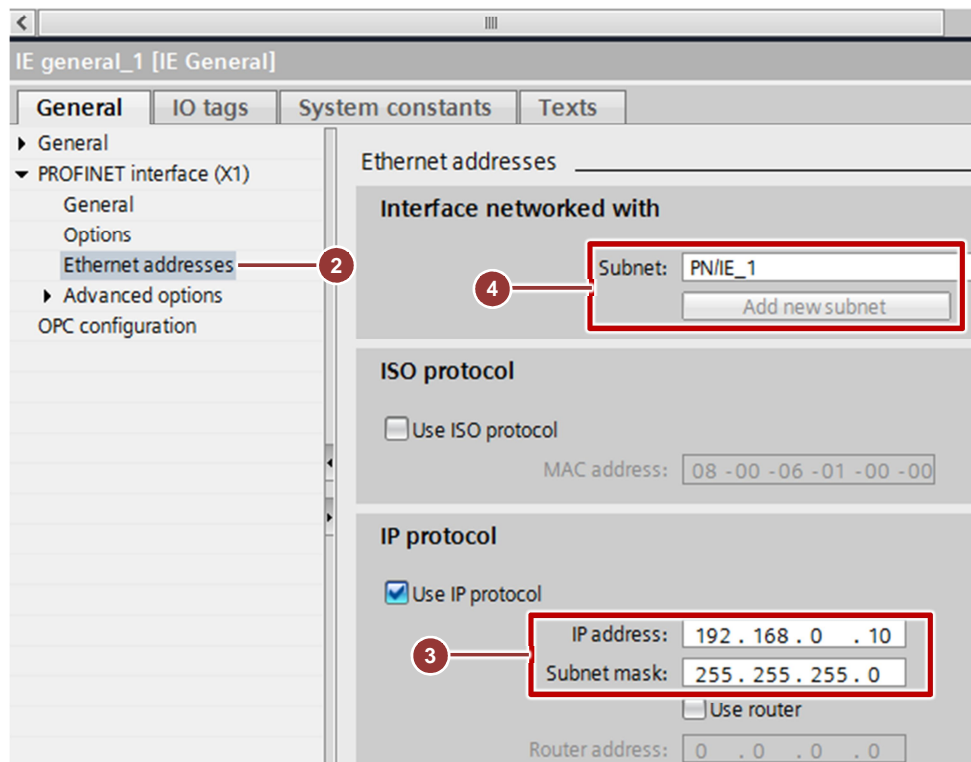 IE general_1 [IE General]
General IO tags System constants Texts
General
PROFINET interface (X1)
General
Options
Ethernet addresses
Advanced options
OPC configuration
2
Ethernet addresses
Interface networked with
4
Subnet: PN/IE_1
Add new subnet
ISO protocol
Use ISO protocol
MAC address: 08 -00 -06 -01 -00 -00
IP protocol
Use IP protocol
3
IP address: 192 . 168 . 0 . 10
Subnet mask: 255 . 255 . 255 . 0
Use router
Router address: 0 . 0 . 0 . 0